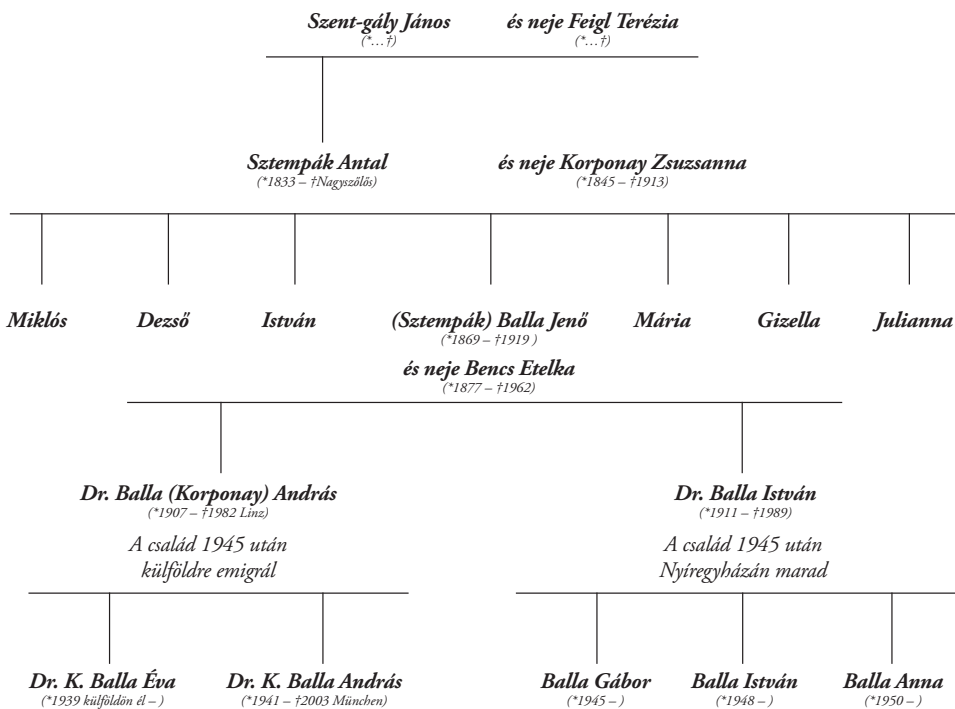 Szent-gály János és neje Feigl Terézia
(*...†) (*...†)
Sztempák Antal és neje Korponay Zsuzsanna
(*1833 – †Nagyszőlős) (*1845 – †1913)
Miklós Dezső István (Sztempák) Balla Jenő Mária Gizella Julianna
(*1869 – †1919 )
és neje Bencs Etelka
(*1877 – †1962)
Dr. Balla (Korponay) András Dr. Balla István
(*1907 – †1982 Linz) (*1911 – †1989)
A család 1945 után A család 1945 után
külföldre emigrál Nyíregyházán marad
Dr. K. Balla Éva Dr. K. Balla András Balla Gábor Balla István Balla Anna
(*1939 külföldön él – ) (*1941 – †2003 München) (*1945 – ) (*1948 – ) (*1950 – )